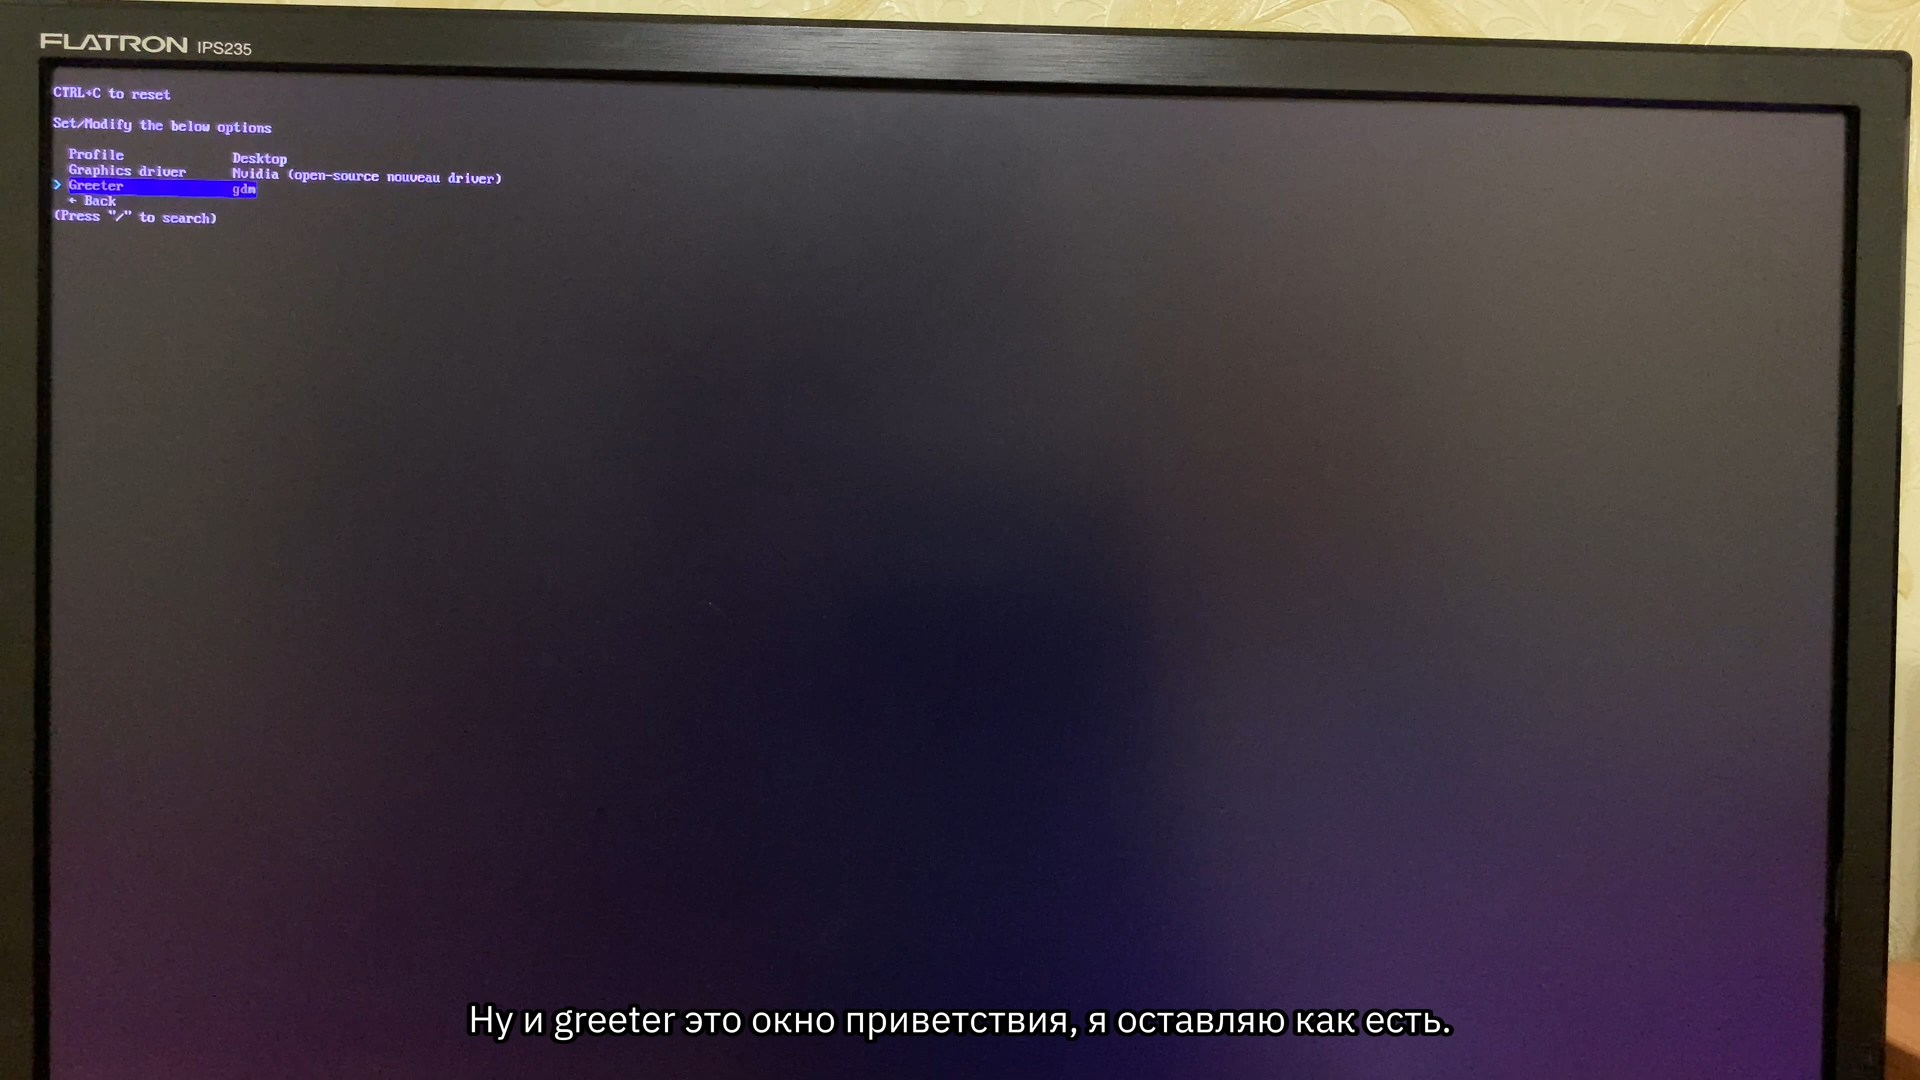 FLATRON IPS235
CTRL+C to reset
Set/Modify the below options
Profile Desktop
Graphics driver Nvidia (open-source nouveau driver)
> Greeter gdm
← Back
(Press "/" to search)
Ну и greeter это окно приветствия, я оставляю как есть.